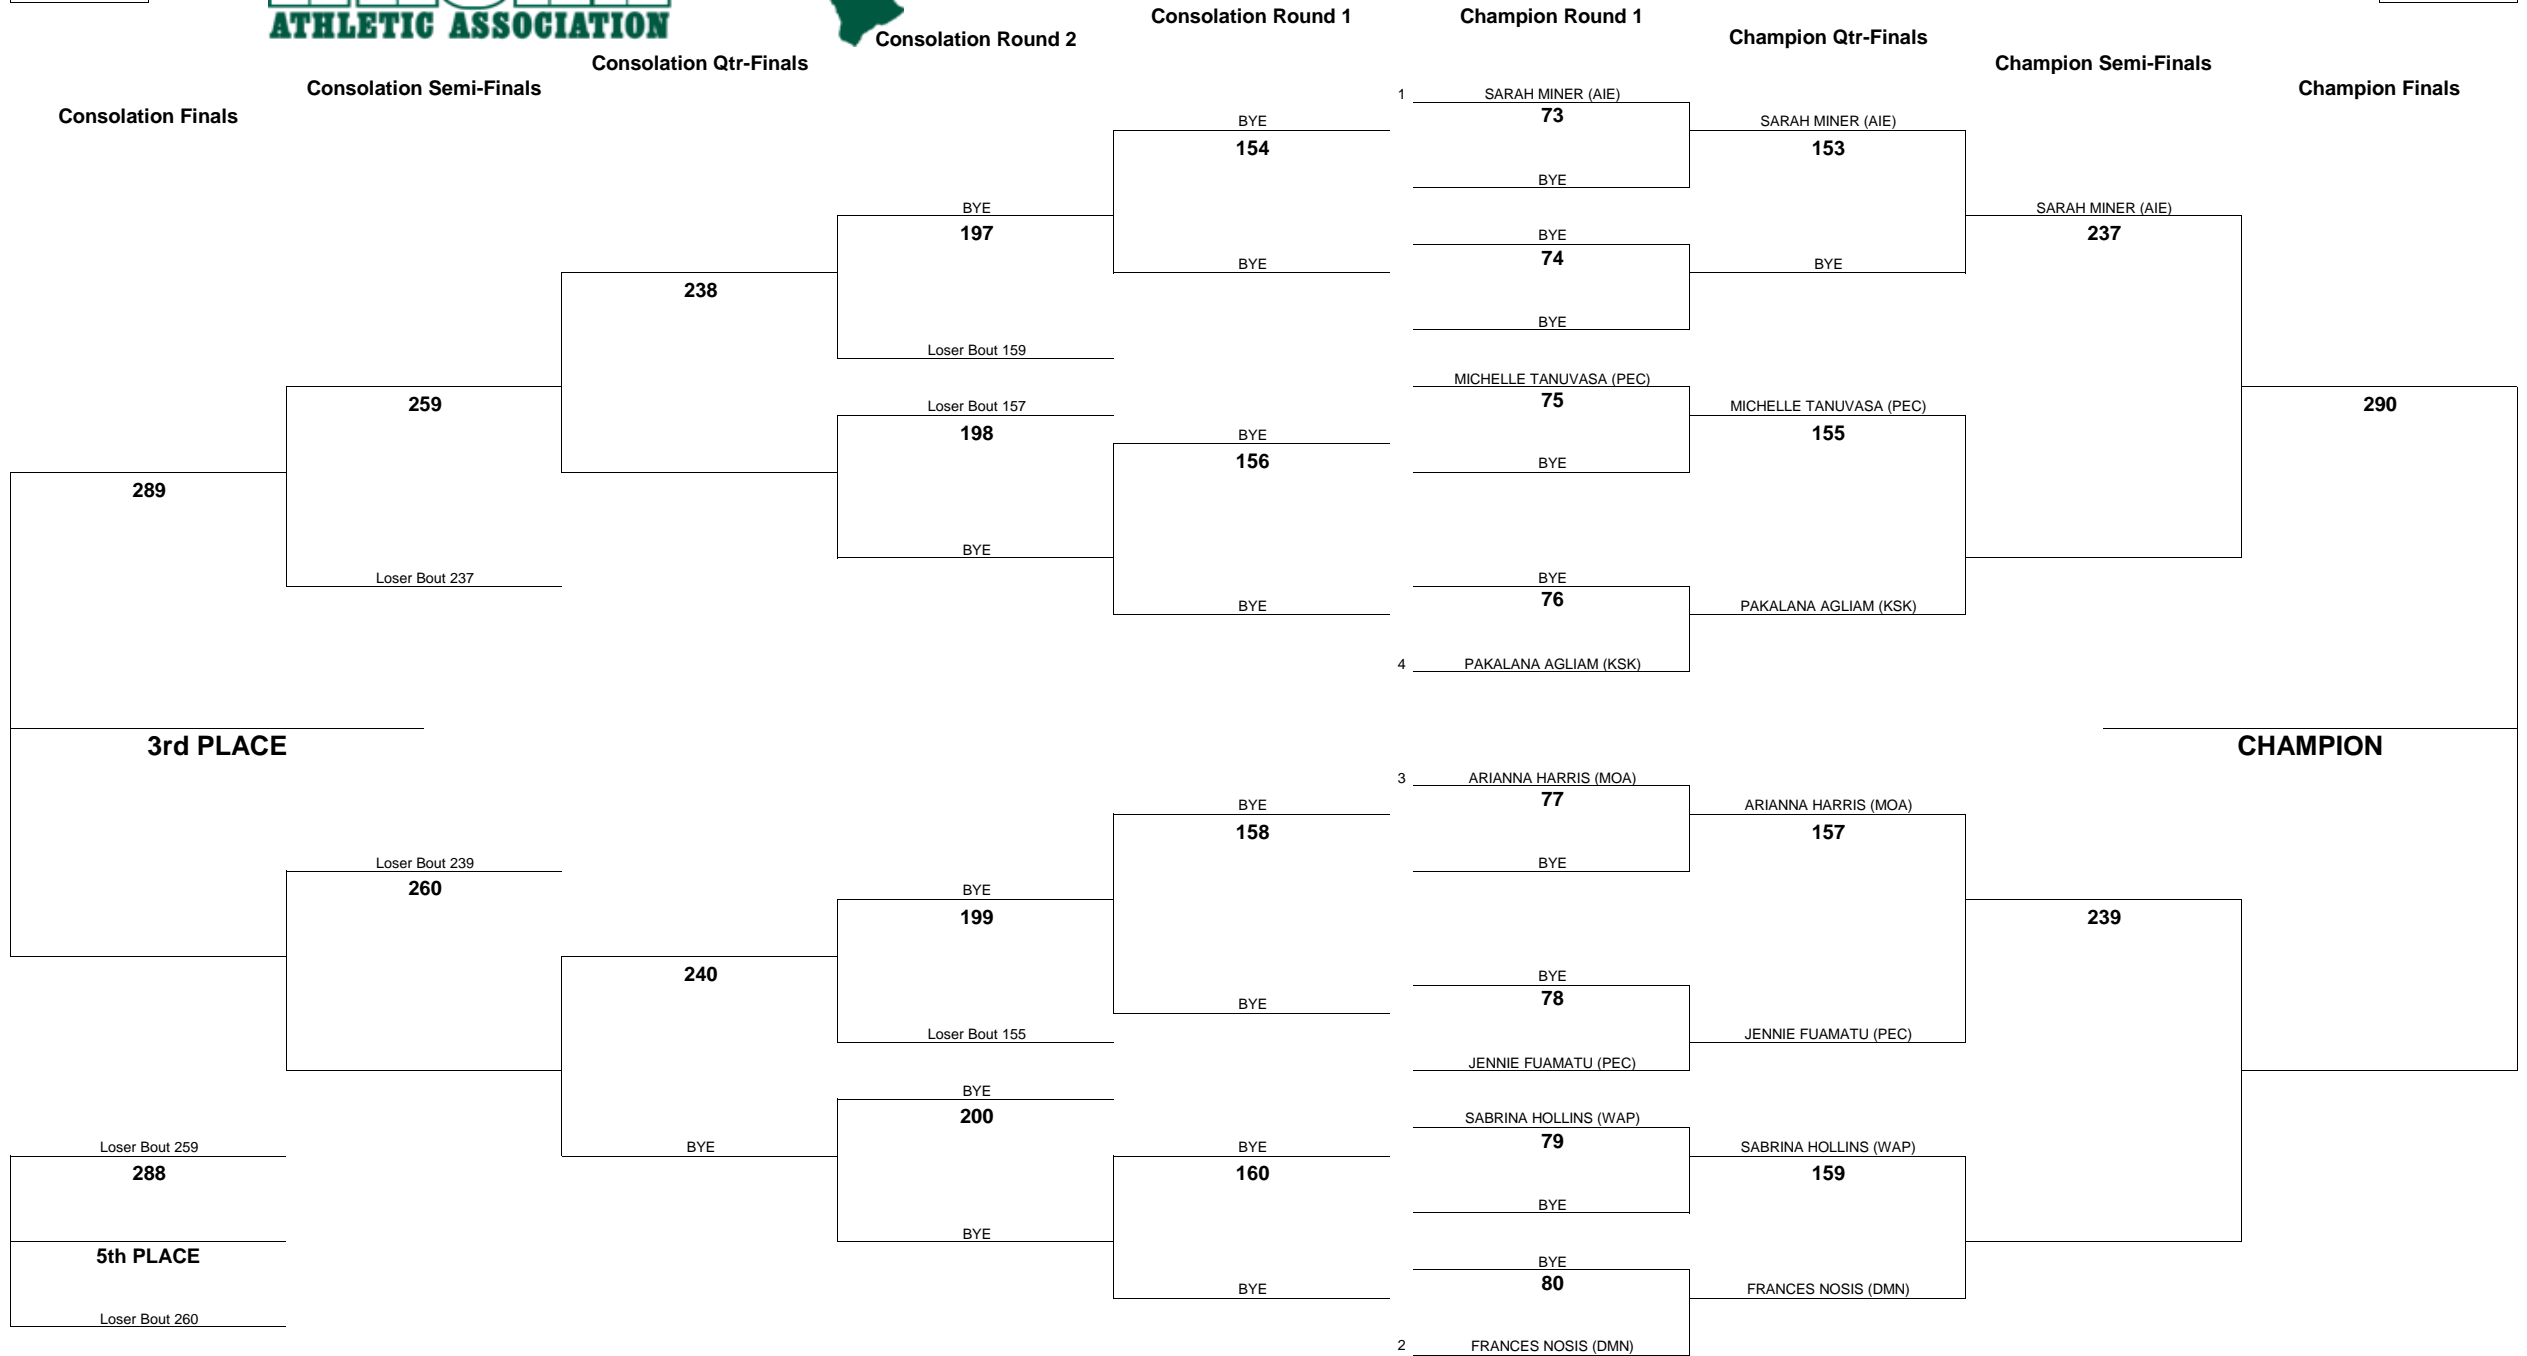 ATHLETIC ASSOCIATION
Consolation Finals
Consolation Semi-Finals
Consolation Qtr-Finals
Consolation Round 2
Consolation Round 1
Champion Round 1
Champion Qtr-Finals
Champion Semi-Finals
Champion Finals
289
3rd PLACE
Loser Bout 259
288
5th PLACE
Loser Bout 260
259
Loser Bout 237
Loser Bout 239
260
238
240
BYE
BYE
197
Loser Bout 159
Loser Bout 157
198
BYE
BYE
199
Loser Bout 155
BYE
200
BYE
BYE
154
BYE
BYE
156
BYE
BYE
158
BYE
BYE
160
BYE
1 SARAH MINER (AIE)
73
BYE
BYE
74
BYE
MICHELLE TANUVASA (PEC)
75
BYE
BYE
76
4 PAKALANA AGLIAM (KSK)
3 ARIANNA HARRIS (MOA)
77
BYE
BYE
78
JENNIE FUAMATU (PEC)
SABRINA HOLLINS (WAP)
79
BYE
BYE
80
2 FRANCES NOSIS (DMN)
SARAH MINER (AIE)
153
BYE
MICHELLE TANUVASA (PEC)
155
PAKALANA AGLIAM (KSK)
ARIANNA HARRIS (MOA)
157
JENNIE FUAMATU (PEC)
SABRINA HOLLINS (WAP)
159
FRANCES NOSIS (DMN)
SARAH MINER (AIE)
237
239
290
CHAMPION